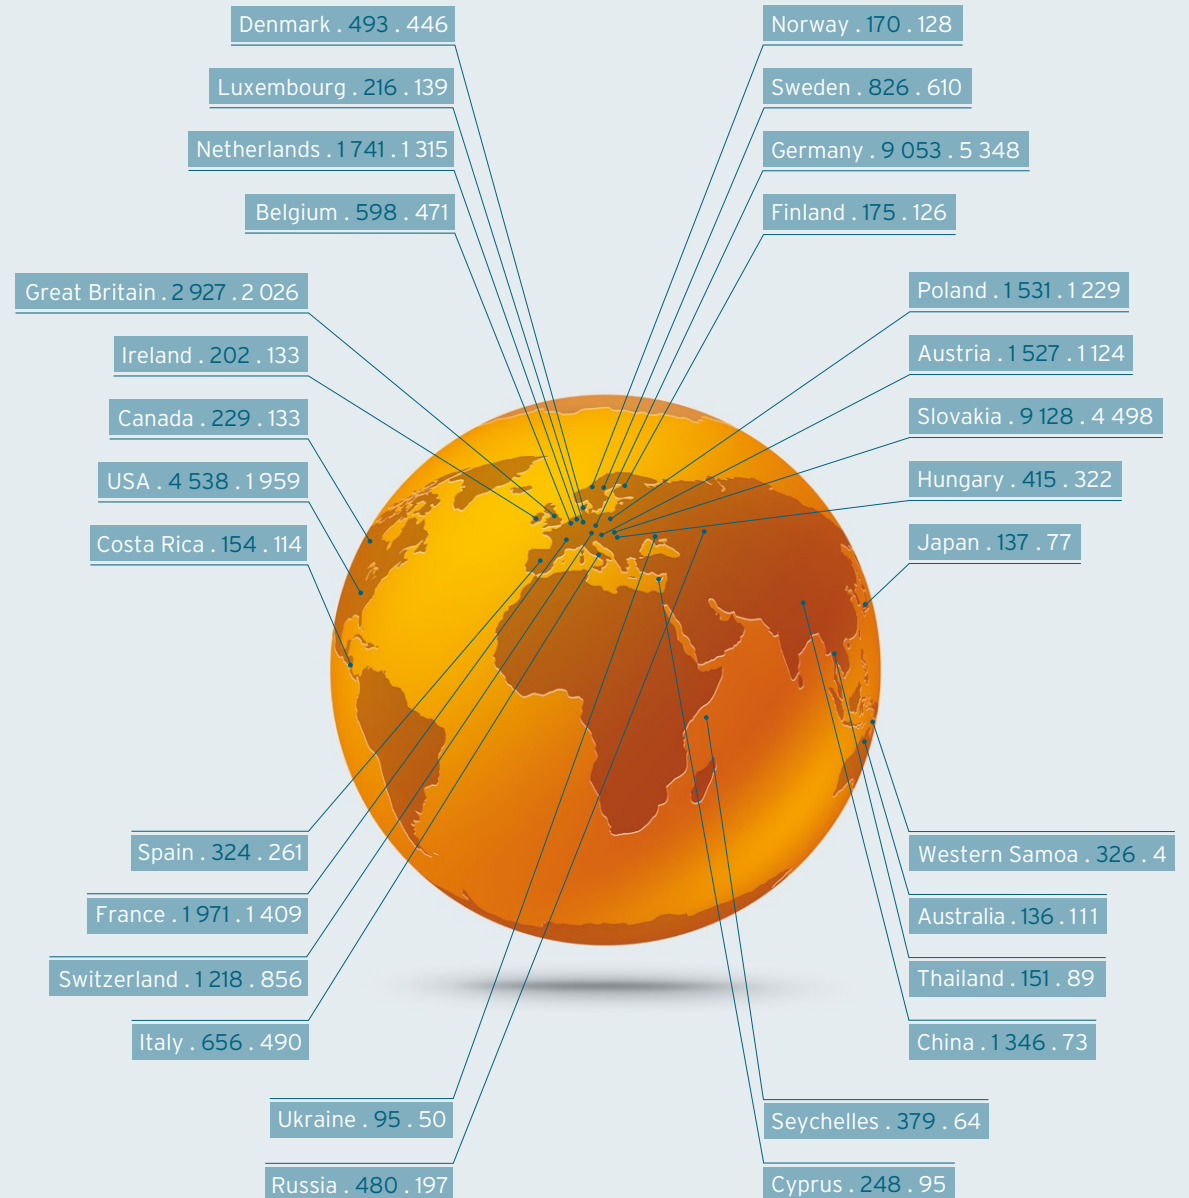 Denmark . 493 . 446
Luxembourg . 216 . 139
Netherlands . 1 741 . 1 315
Belgium . 598 . 471
Great Britain . 2 927 . 2 026
Ireland . 202 . 133
Canada . 229 . 133
USA . 4 538 . 1 959
Costa Rica . 154 . 114
Spain . 324 . 261
France . 1 971 . 1 409
Switzerland . 1 218 . 856
Italy . 656 . 490
Ukraine . 95 . 50
Russia . 480 . 197
Norway . 170 . 128
Sweden . 826 . 610
Germany . 9 053 . 5 348
Finland . 175 . 126
Poland . 1 531 . 1 229
Austria . 1 527 . 1 124
Slovakia . 9 128 . 4 498
Hungary . 415 . 322
Japan . 137 . 77
Western Samoa . 326 . 4
Australia . 136 . 111
Thailand . 151 . 89
China . 1 346 . 73
Seychelles . 379 . 64
Cyprus . 248 . 95